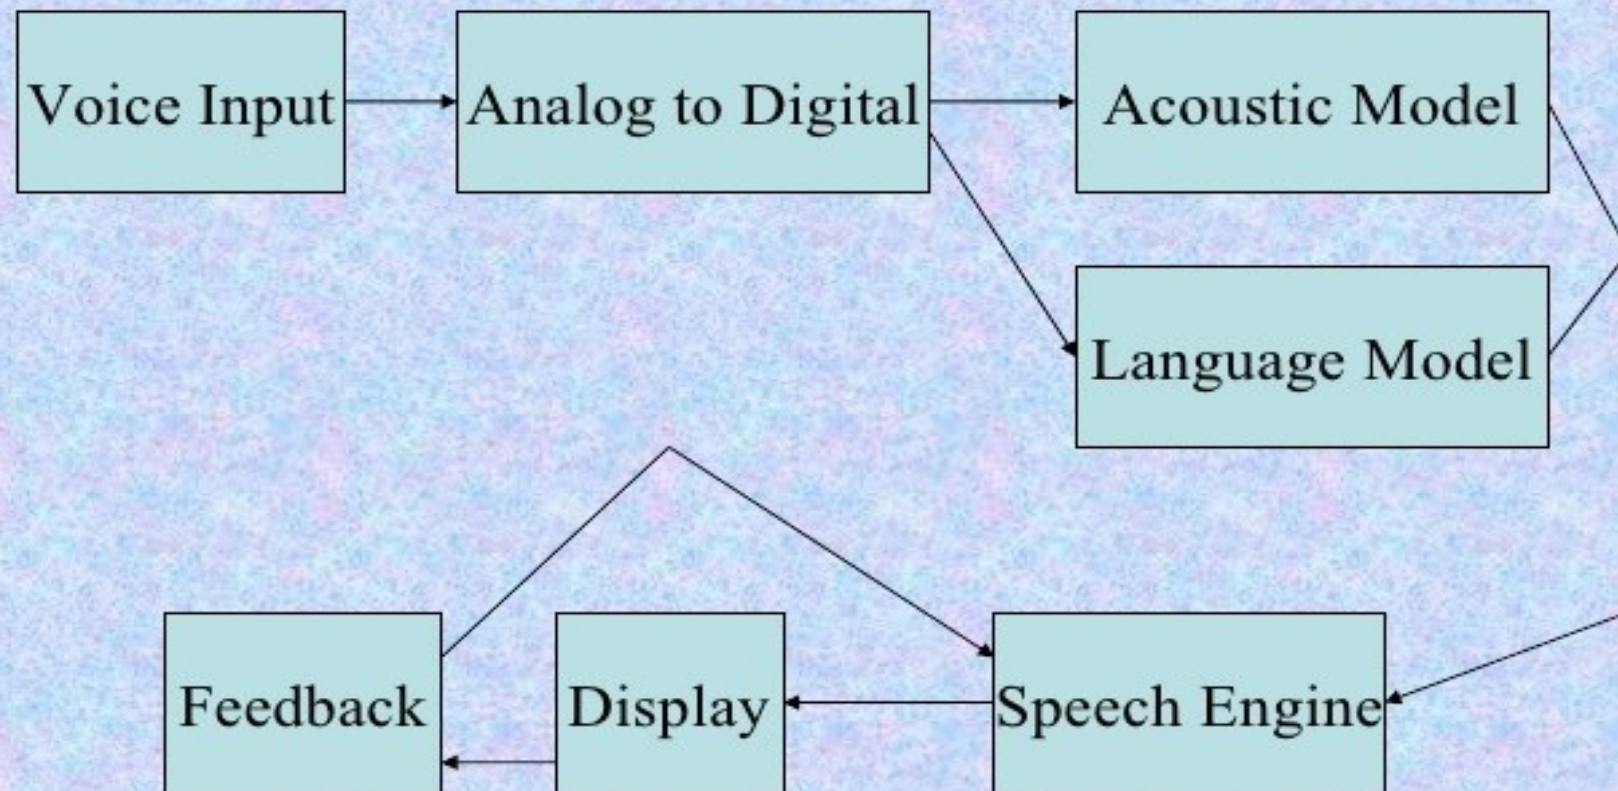 Voice Input
Analog to Digital
Acoustic Model
Language Model
Feedback
Display
Speech Engine